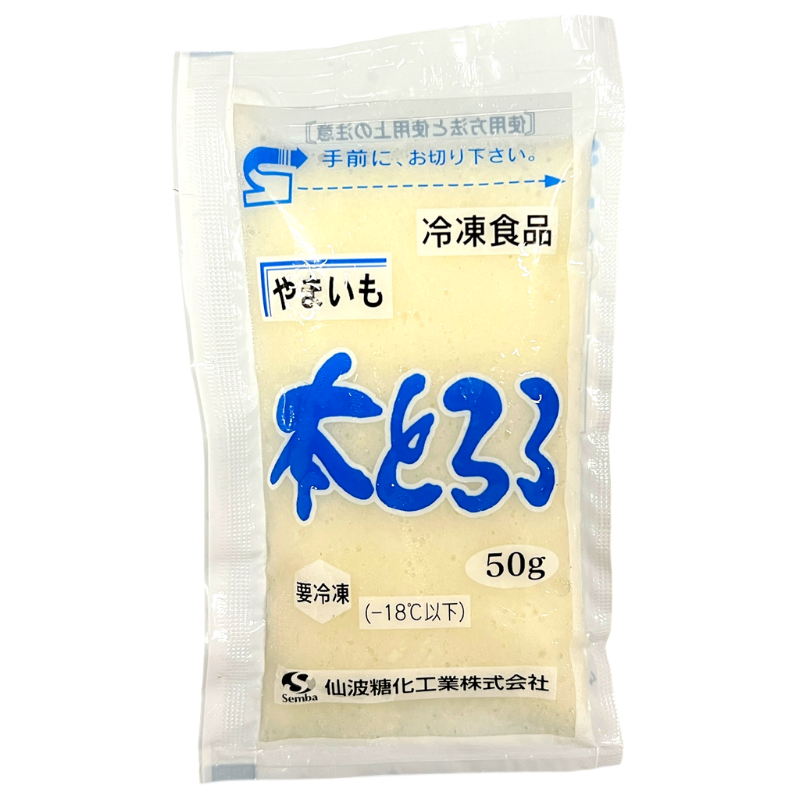 〖使用方法と使用上の注意〗
手前に、お切り下さい。
冷凍食品
やまいも
本とろろ
50g
要冷凍
(-18℃以下)
Semba
仙波糖化工業株式会社